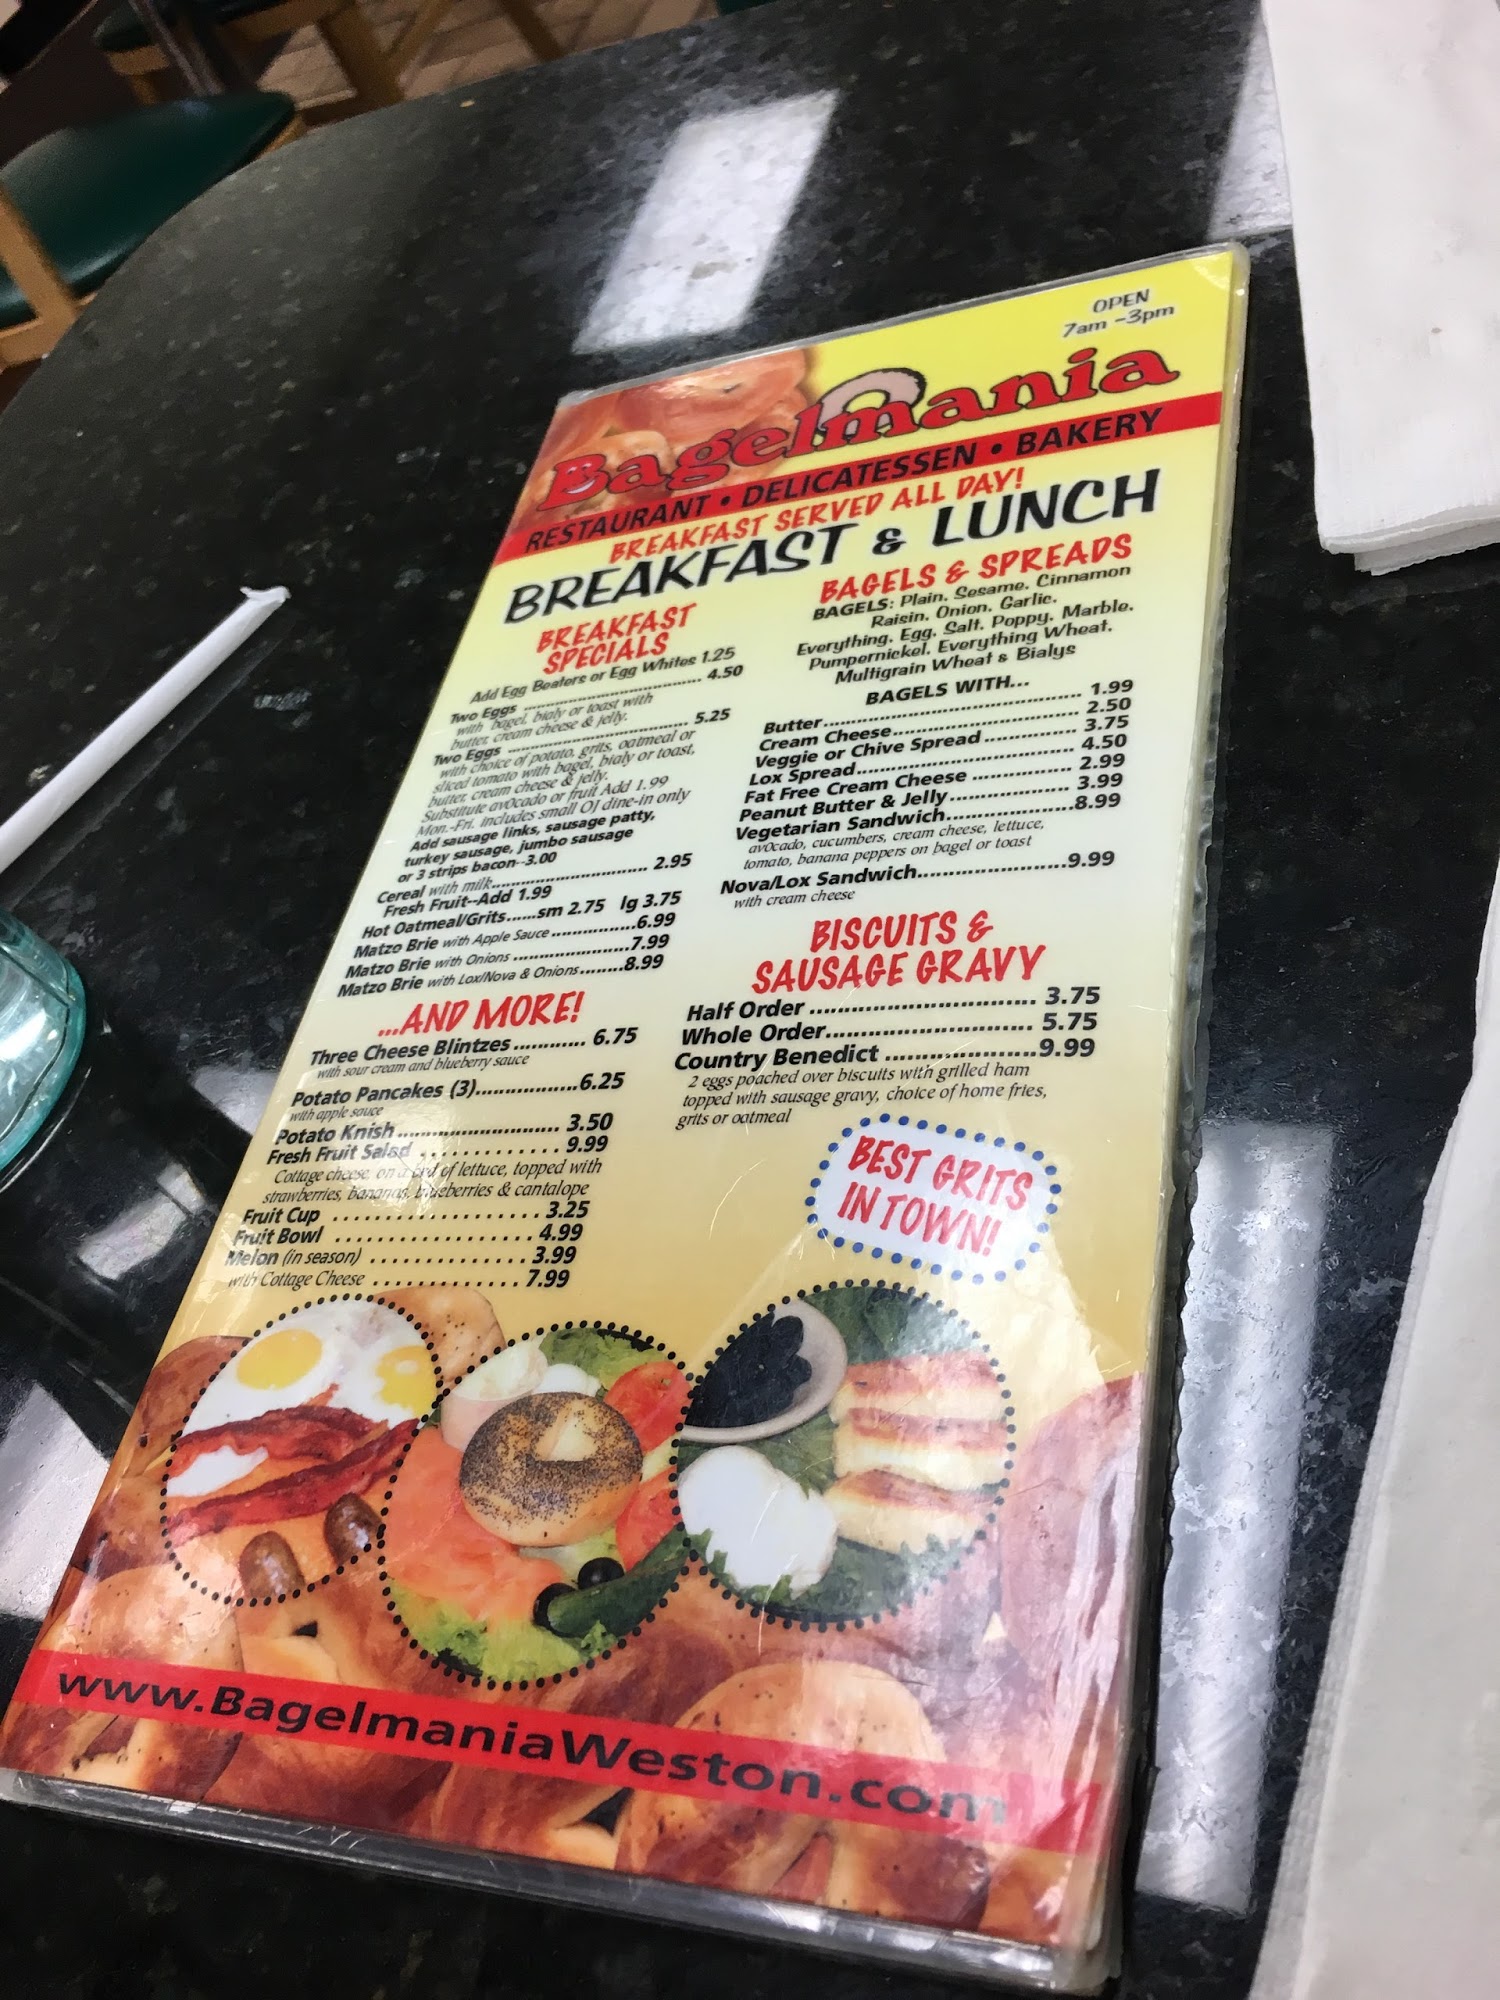 OPEN
7am -3pm
Bagelmania
RESTAURANT • DELICATESSEN • BAKERY
BREAKFAST SERVED ALL DAY!
BREAKFAST & LUNCH
BREAKFAST
SPECIALS
Add Egg Beaters or Egg Whites 1.25
Two Eggs ................................ 4.50
with bagel, bialy or toast with
butter, cream cheese & jelly.
Two Eggs ................................ 5.25
with choice of potato, grits, oatmeal or
sliced tomato with bagel, bialy or toast,
butter, cream cheese & jelly.
Substitute avocado or fruit Add 1.99
Mon.-Fri. includes small OJ dine-in only
Add sausage links, sausage patty,
turkey sausage, jumbo sausage
or 3 strips bacon--3.00
Cereal with milk................................ 2.95
Fresh Fruit--Add 1.99
Hot Oatmeal/Grits......sm 2.75 lg 3.75
Matzo Brie with Apple Sauce ................6.99
Matzo Brie with Onions ......................7.99
Matzo Brie with Lox/Nova & Onions........8.99
...AND MORE!
Three Cheese Blintzes ............ 6.75
with sour cream and blueberry sauce
Potato Pancakes (3).................6.25
with apple sauce
Potato Knish ........................... 3.50
Fresh Fruit Salad . . . . . . . . . . . . . . 9.99
Cottage cheese, on a bed of lettuce, topped with
strawberries, bananas, blueberries & cantalope
Fruit Cup . . . . . . . . . . . . . . . . . . . . 3.25
Fruit Bowl . . . . . . . . . . . . . . . . . . . 4.99
Melon (in season) . . . . . . . . . . . . . . 3.99
with Cottage Cheese . . . . . . . . . . . . . 7.99
BAGELS & SPREADS
BAGELS: Plain, Sesame, Cinnamon
Raisin, Onion, Garlic,
Everything, Egg, Salt, Poppy, Marble,
Pumpernickel, Everything Wheat,
Multigrain Wheat & Bialys
BAGELS WITH...
Butter........................................ 1.99
Cream Cheese............................ 2.50
Veggie or Chive Spread .............. 3.75
Lox Spread................................. 4.50
Fat Free Cream Cheese ............... 2.99
Peanut Butter & Jelly.................. 3.99
Vegetarian Sandwich....................8.99
avocado, cucumbers, cream cheese, lettuce,
tomato, banana peppers on bagel or toast
Nova/Lox Sandwich.......................9.99
with cream cheese
BISCUITS &
SAUSAGE GRAVY
Half Order ................................ 3.75
Whole Order............................. 5.75
Country Benedict .....................9.99
2 eggs poached over biscuits with grilled ham
topped with sausage gravy, choice of home fries,
grits or oatmeal
BEST GRITS
IN TOWN!
www.BagelmaniaWeston.com